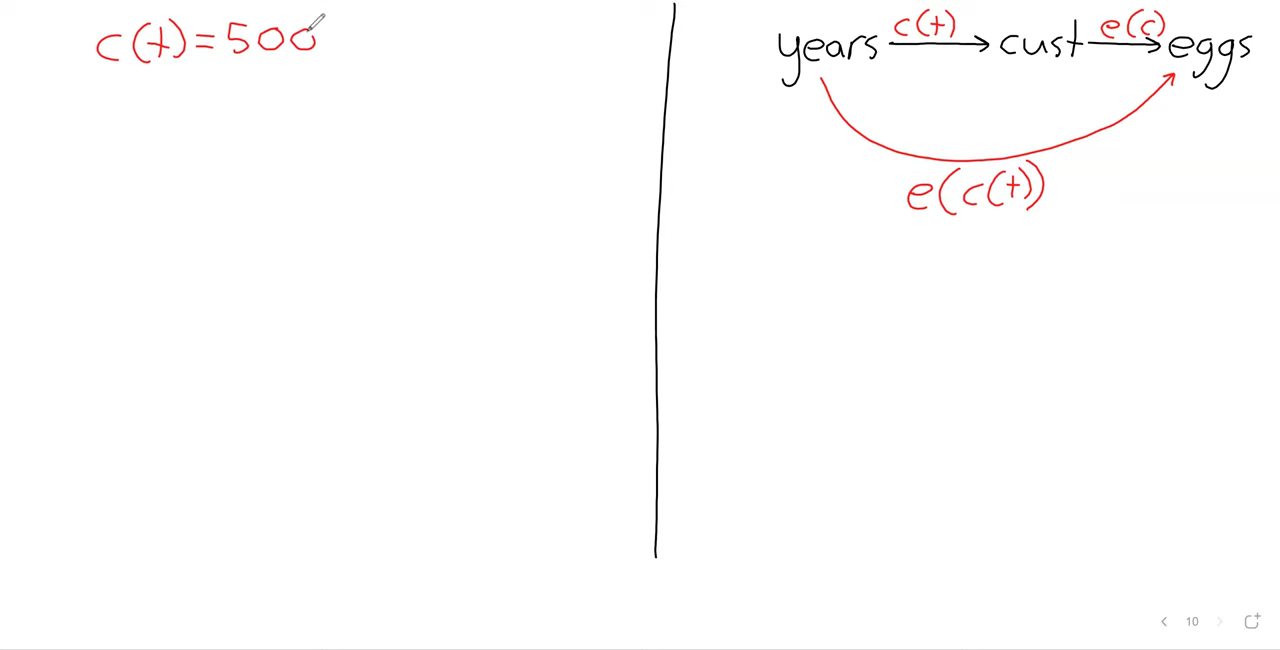 c(t) = 500
years c(t) cust e(c) eggs
e(c(t))
10